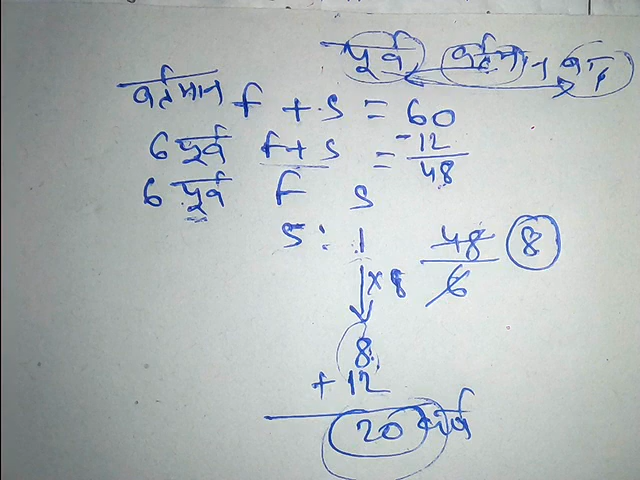 पूर्व वर्तमान बाद
वर्तमान F + S = 60
6 पूर्व F+S = -12
48
6 पूर्व F S
5 : 1 48 8
6
×8
8
+ 12
20 वर्ष